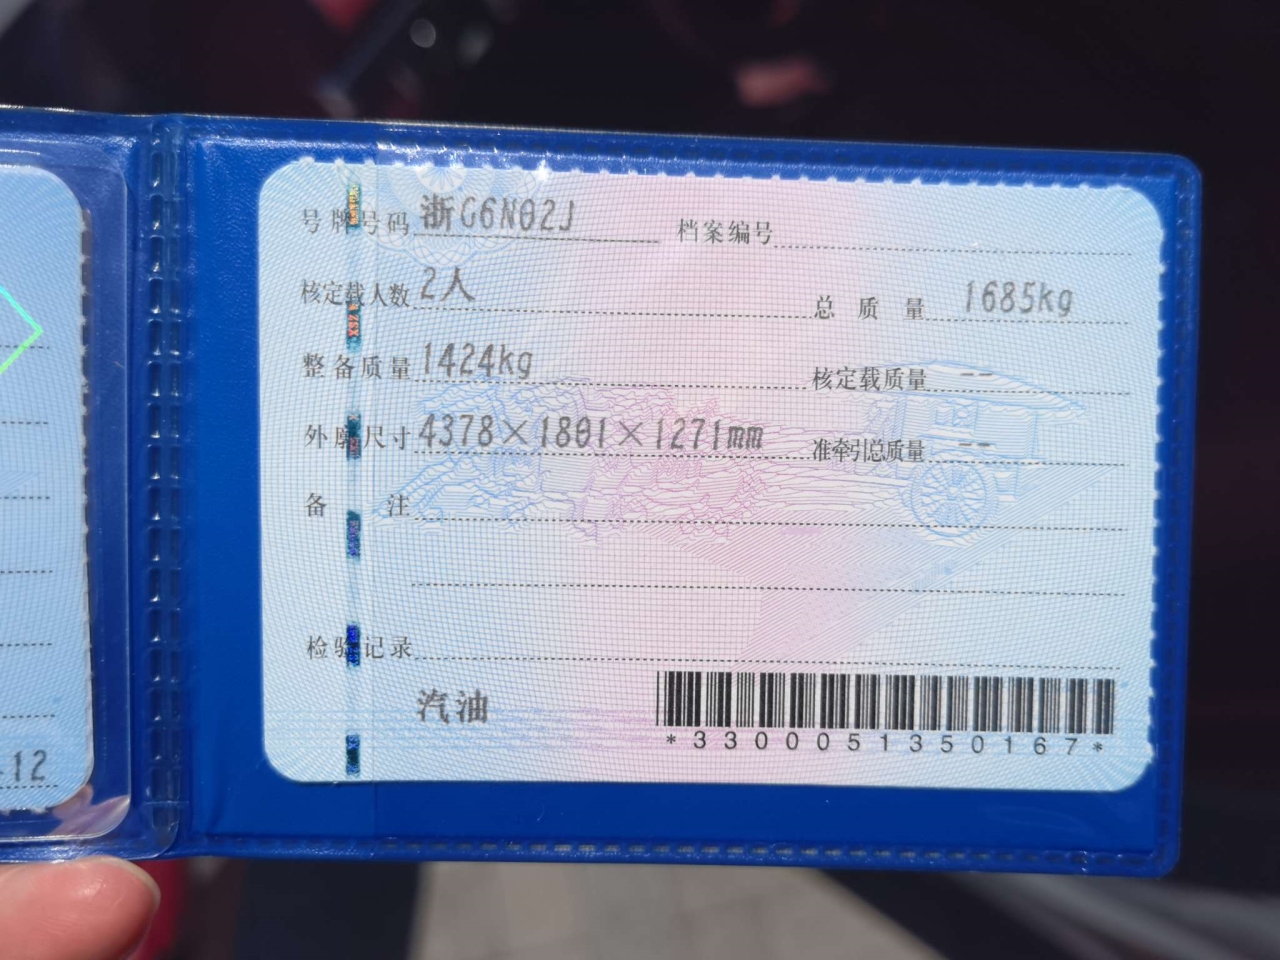 号牌号码 浙G6N02J 档案编号
核定载人数 2人 总质量 1685kg
整备质量 1424kg 核定载质量 --
外廓尺寸 4378×1801×1271mm 准牵引总质量 --
备注
检验记录
汽油
*3300051350167*
12